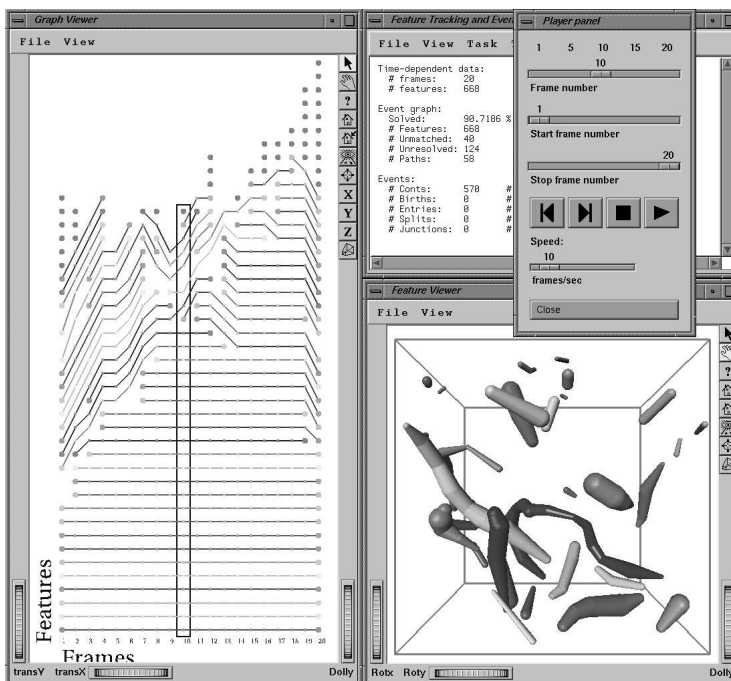 Graph Viewer
File View
?
X
Y
Z
Features
1 2 3 4 5 6 7 8 9 10 11 12 13 14 15 16 17 18 19 20
Frames
transY transX Dolly
Feature Tracking and Even
File View Task
Time-dependent data:
# frames: 20
# features: 668
Event graph:
Solved: 90.7186 %
# Features: 668
# Unmatched: 40
# Unresolved: 124
# Paths: 58
Events:
# Conts: 570 #
# Births: 0 #
# Entries: 0 #
# Splits: 0 #
# Junctions: 0 #
Player panel
1 5 10 15 20
10
Frame number
1
Start frame number
20
Stop frame number
Speed:
10
frames/sec
Close
Feature Viewer
File View
?
Rotx Roty Dolly